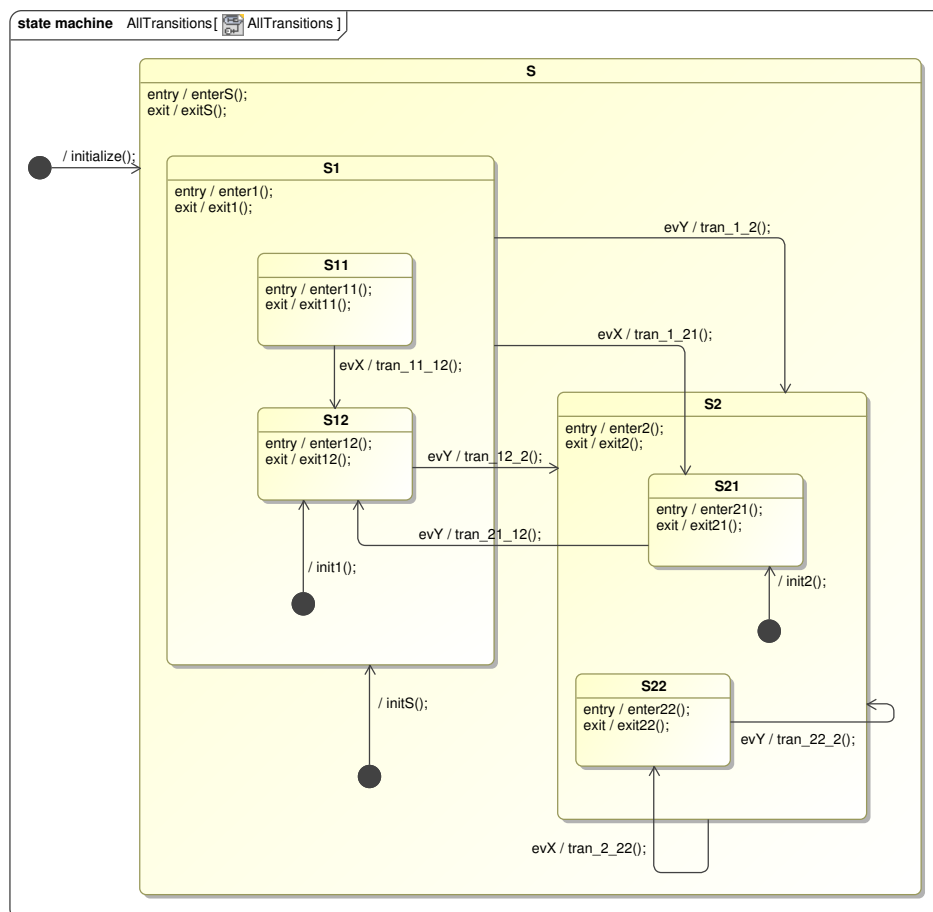 state machine AllTransitions[ AllTransitions ]
S
entry / enterS();
exit / exitS();
/ initialize();
S1
entry / enter1();
exit / exit1();
evY / tran_1_2();
S11
entry / enter11();
exit / exit11();
evX / tran_1_21();
evX / tran_11_12();
S2
entry / enter2();
exit / exit2();
S12
entry / enter12();
exit / exit12();
evY / tran_12_2();
S21
entry / enter21();
exit / exit21();
evY / tran_21_12();
/ init1();
/ init2();
S22
entry / enter22();
exit / exit22();
/ initS();
evY / tran_22_2();
evX / tran_2_22();